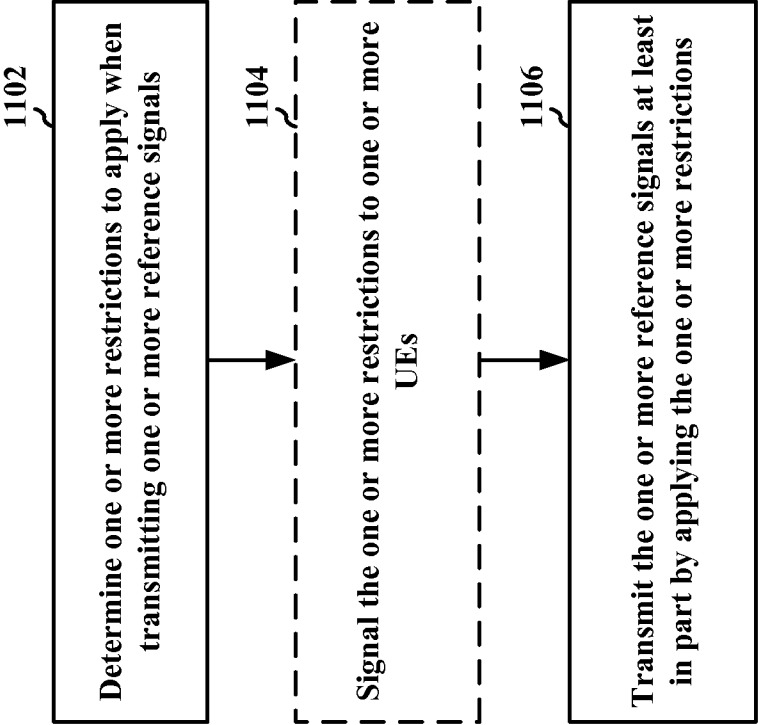 1102
Determine one or more restrictions to apply when
transmitting one or more reference signals
1104
Signal the one or more restrictions to one or more
UEs
1106
Transmit the one or more reference signals at least
in part by applying the one or more restrictions